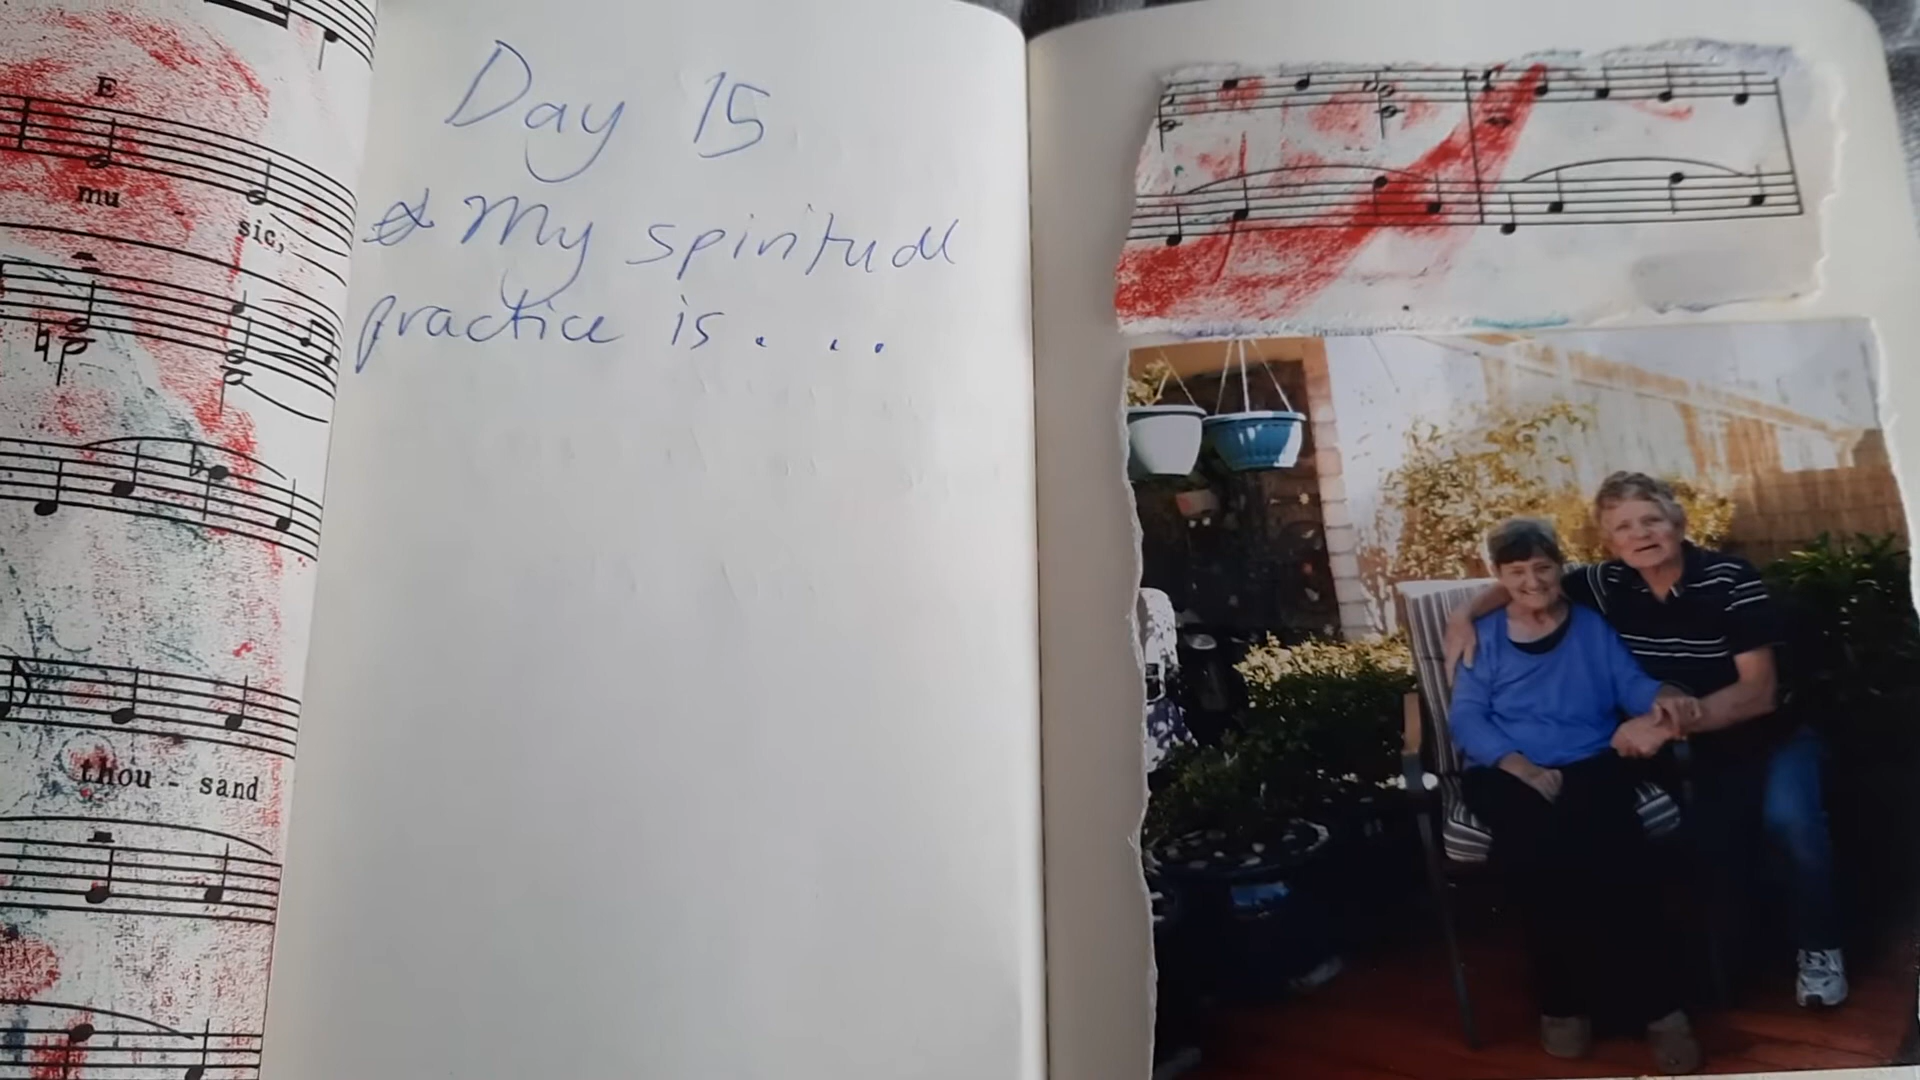 E
mu - sic,
thou - sand
Day 15
My spiritual
practice is . . .